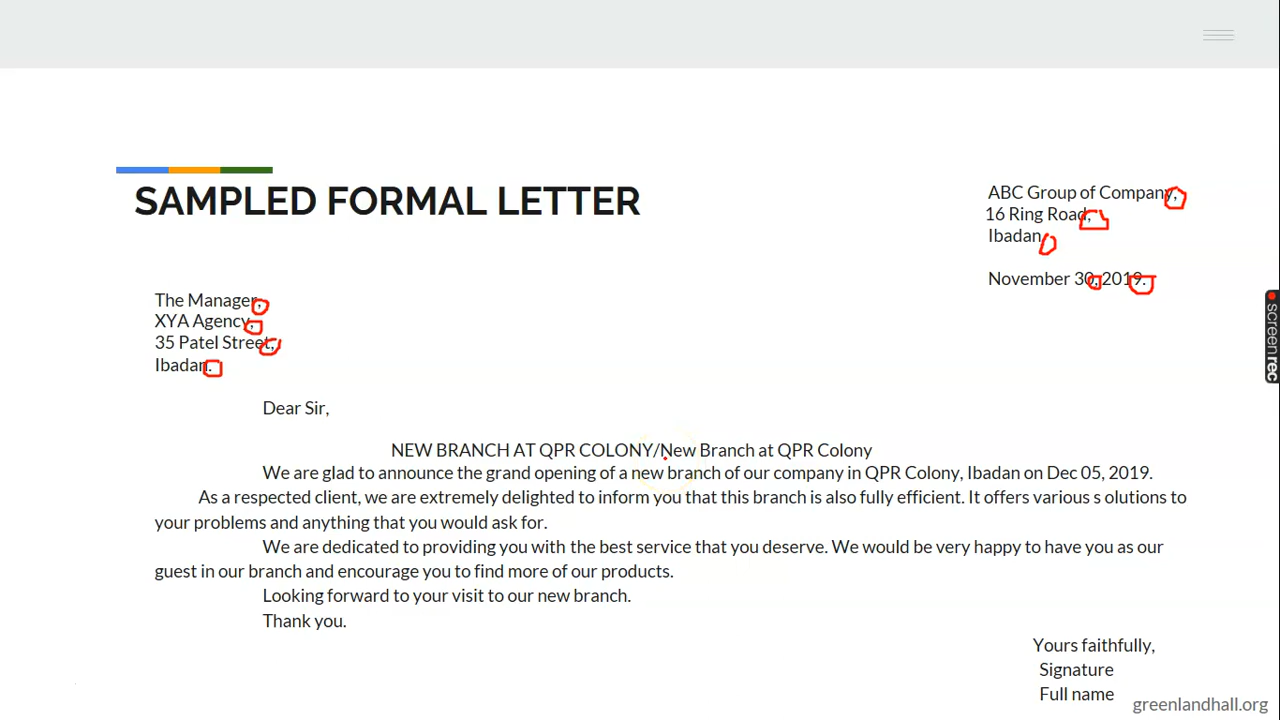 SAMPLED FORMAL LETTER
ABC Group of Company,
16 Ring Road,
Ibadan.
November 30, 2019.
The Manager,
XYA Agency,
35 Patel Street,
Ibadan.
Dear Sir,
NEW BRANCH AT QPR COLONY/New Branch at QPR Colony
We are glad to announce the grand opening of a new branch of our company in QPR Colony, Ibadan on Dec 05, 2019.
As a respected client, we are extremely delighted to inform you that this branch is also fully efficient. It offers various s olutions to
your problems and anything that you would ask for.
We are dedicated to providing you with the best service that you deserve. We would be very happy to have you as our
guest in our branch and encourage you to find more of our products.
Looking forward to your visit to our new branch.
Thank you.
Yours faithfully,
Signature
Full name
greenlandhall.org
screenrec